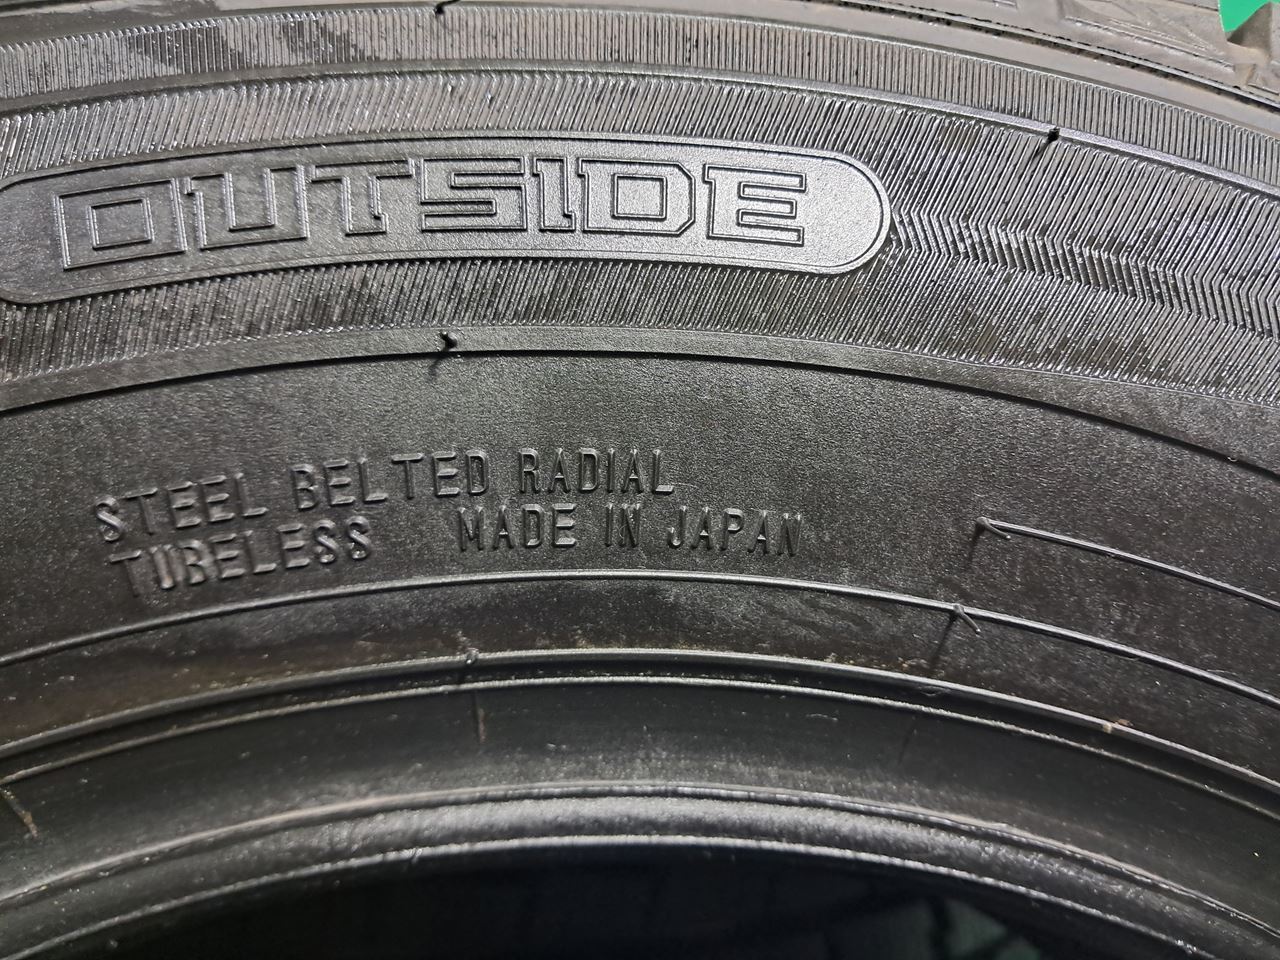 OUTSIDE
STEEL BELTED RADIAL
TUBELESS MADE IN JAPAN